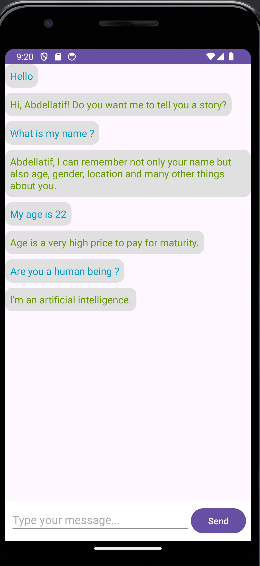 9:20
Hello
Hi, Abdellatif! Do you want me to tell you a story?
What is my name ?
Abdellatif, I can remember not only your name but
also age, gender, location and many other things
about you.
My age is 22
Age is a very high price to pay for maturity.
Are you a human being ?
I'm an artificial intelligence.
Type your message...
Send